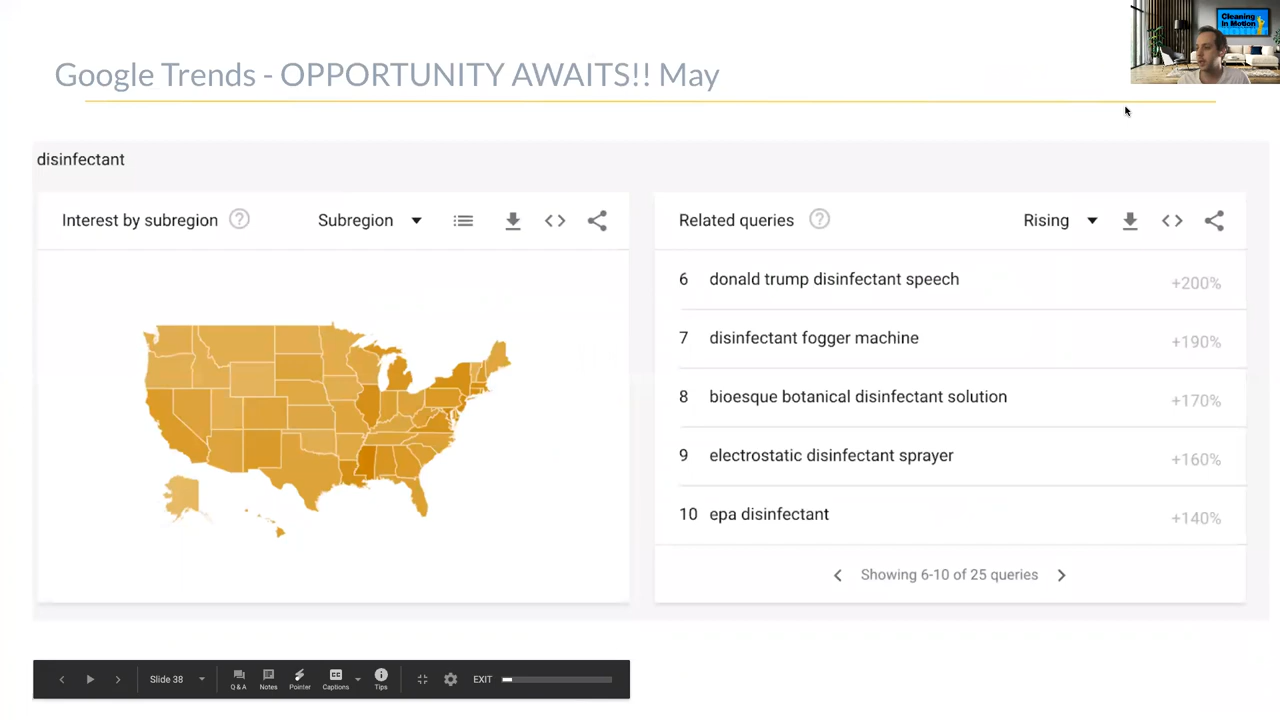 Cleaning
In Motion
Google Trends - OPPORTUNITY AWAITS!! May
disinfectant
Interest by subregion ?
Subregion
Related queries ?
Rising
6 donald trump disinfectant speech +200%
7 disinfectant fogger machine +190%
8 bioesque botanical disinfectant solution +170%
9 electrostatic disinfectant sprayer +160%
10 epa disinfectant +140%
Showing 6-10 of 25 queries
Slide 38
Q & A
Notes
Pointer
CC
Captions
Tips
EXIT